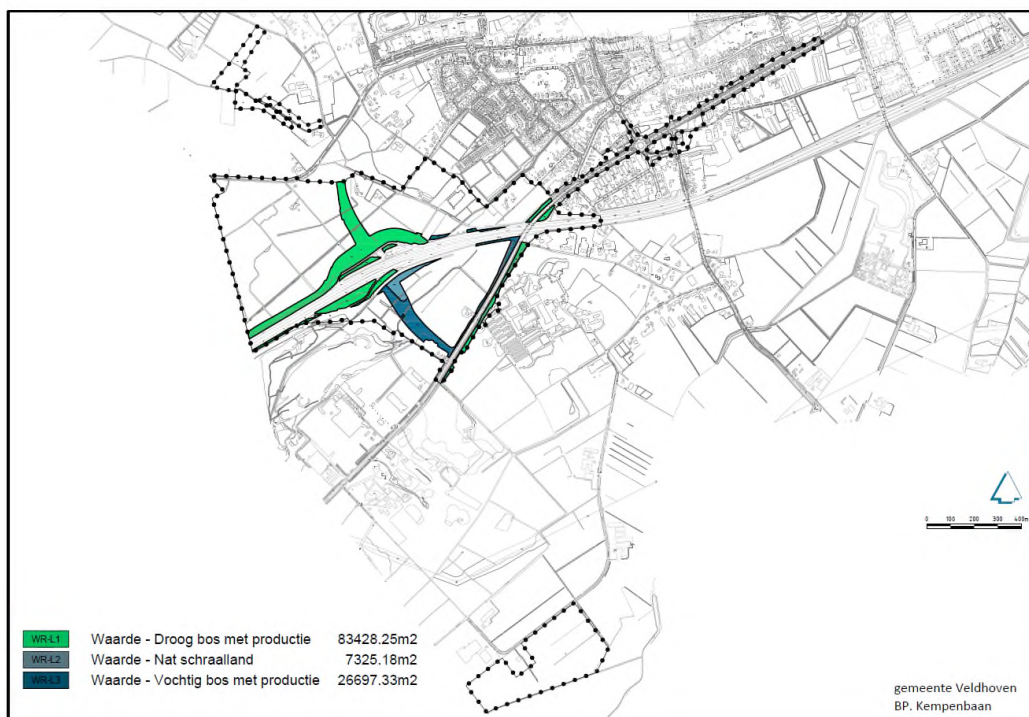 0 100 200 300 400m
WR-L1 Waarde - Droog bos met productie 83428.25m2
WR-L2 Waarde - Nat schraalland 7325.18m2
WR-L3 Waarde - Vochtig bos met productie 26697.33m2
gemeente Veldhoven
BP. Kempenbaan